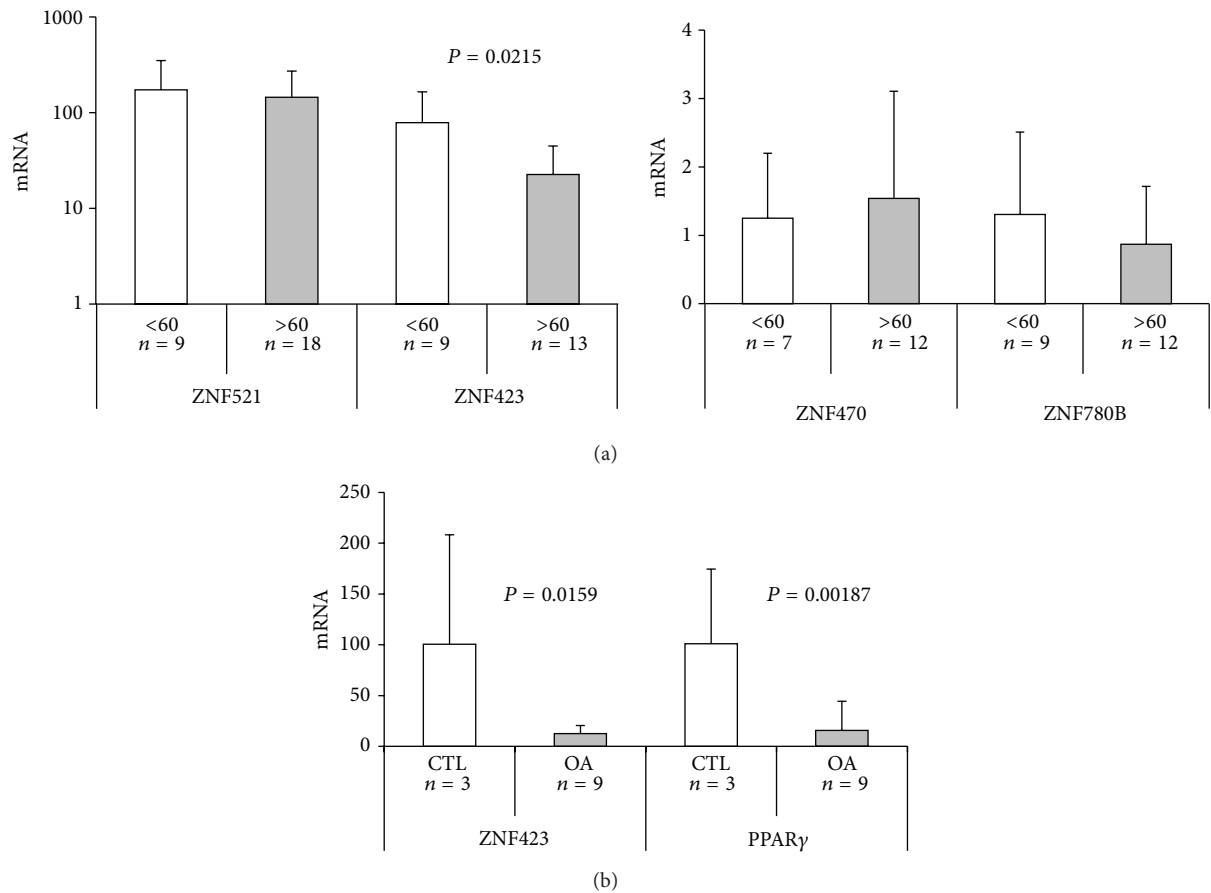 1000
100
10
1
mRNA
P = 0.0215
<60
n = 9
>60
n = 18
<60
n = 9
>60
n = 13
ZNF521
ZNF423
4
3
2
1
0
mRNA
<60
n = 7
>60
n = 12
<60
n = 9
>60
n = 12
ZNF470
ZNF780B
(a)
250
200
150
100
50
0
mRNA
P = 0.0159
P = 0.00187
CTL
n = 3
OA
n = 9
CTL
n = 3
OA
n = 9
ZNF423
PPARγ
(b)